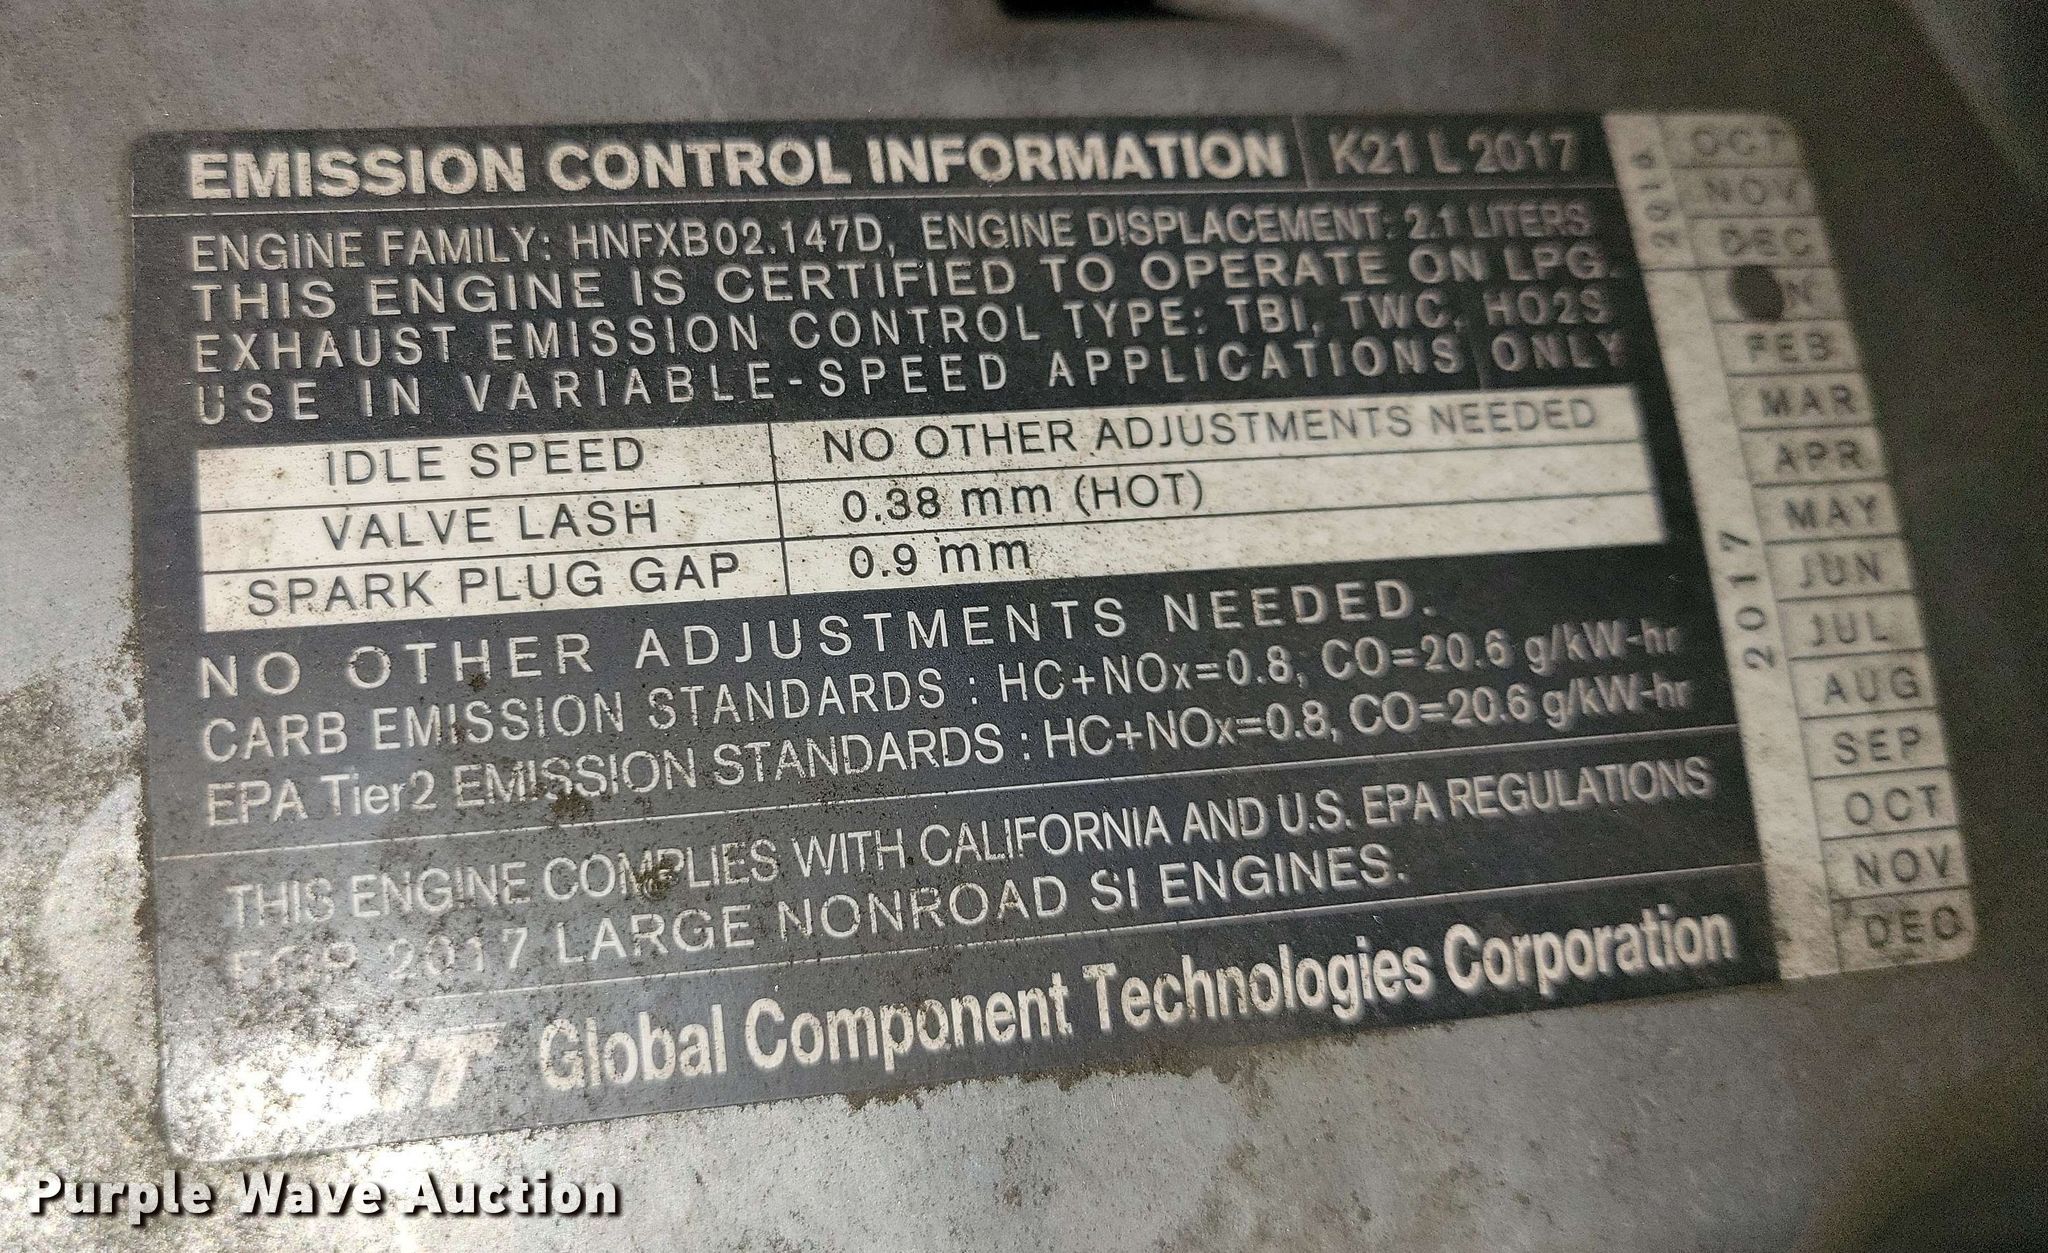 EMISSION CONTROL INFORMATION K21 L 2017
ENGINE FAMILY: HNFXB02.147D, ENGINE DISPLACEMENT: 2.1 LITERS
THIS ENGINE IS CERTIFIED TO OPERATE ON LPG.
EXHAUST EMISSION CONTROL TYPE: TBI, TWC, HO2S
USE IN VARIABLE-SPEED APPLICATIONS ONLY
IDLE SPEED NO OTHER ADJUSTMENTS NEEDED
VALVE LASH 0.38 mm (HOT)
SPARK PLUG GAP 0.9 mm
NO OTHER ADJUSTMENTS NEEDED.
CARB EMISSION STANDARDS : HC+NOx=0.8, CO=20.6 g/kW-hr
EPA Tier2 EMISSION STANDARDS : HC+NOx=0.8, CO=20.6 g/kW-hr
THIS ENGINE COMPLIES WITH CALIFORNIA AND U.S. EPA REGULATIONS
FOR 2017 LARGE NONROAD SI ENGINES.
Global Component Technologies Corporation
2016
OCT
NOV
DEC
2017
FEB
MAR
APR
MAY
JUN
JUL
AUG
SEP
OCT
NOV
DEC
Purple Wave Auction